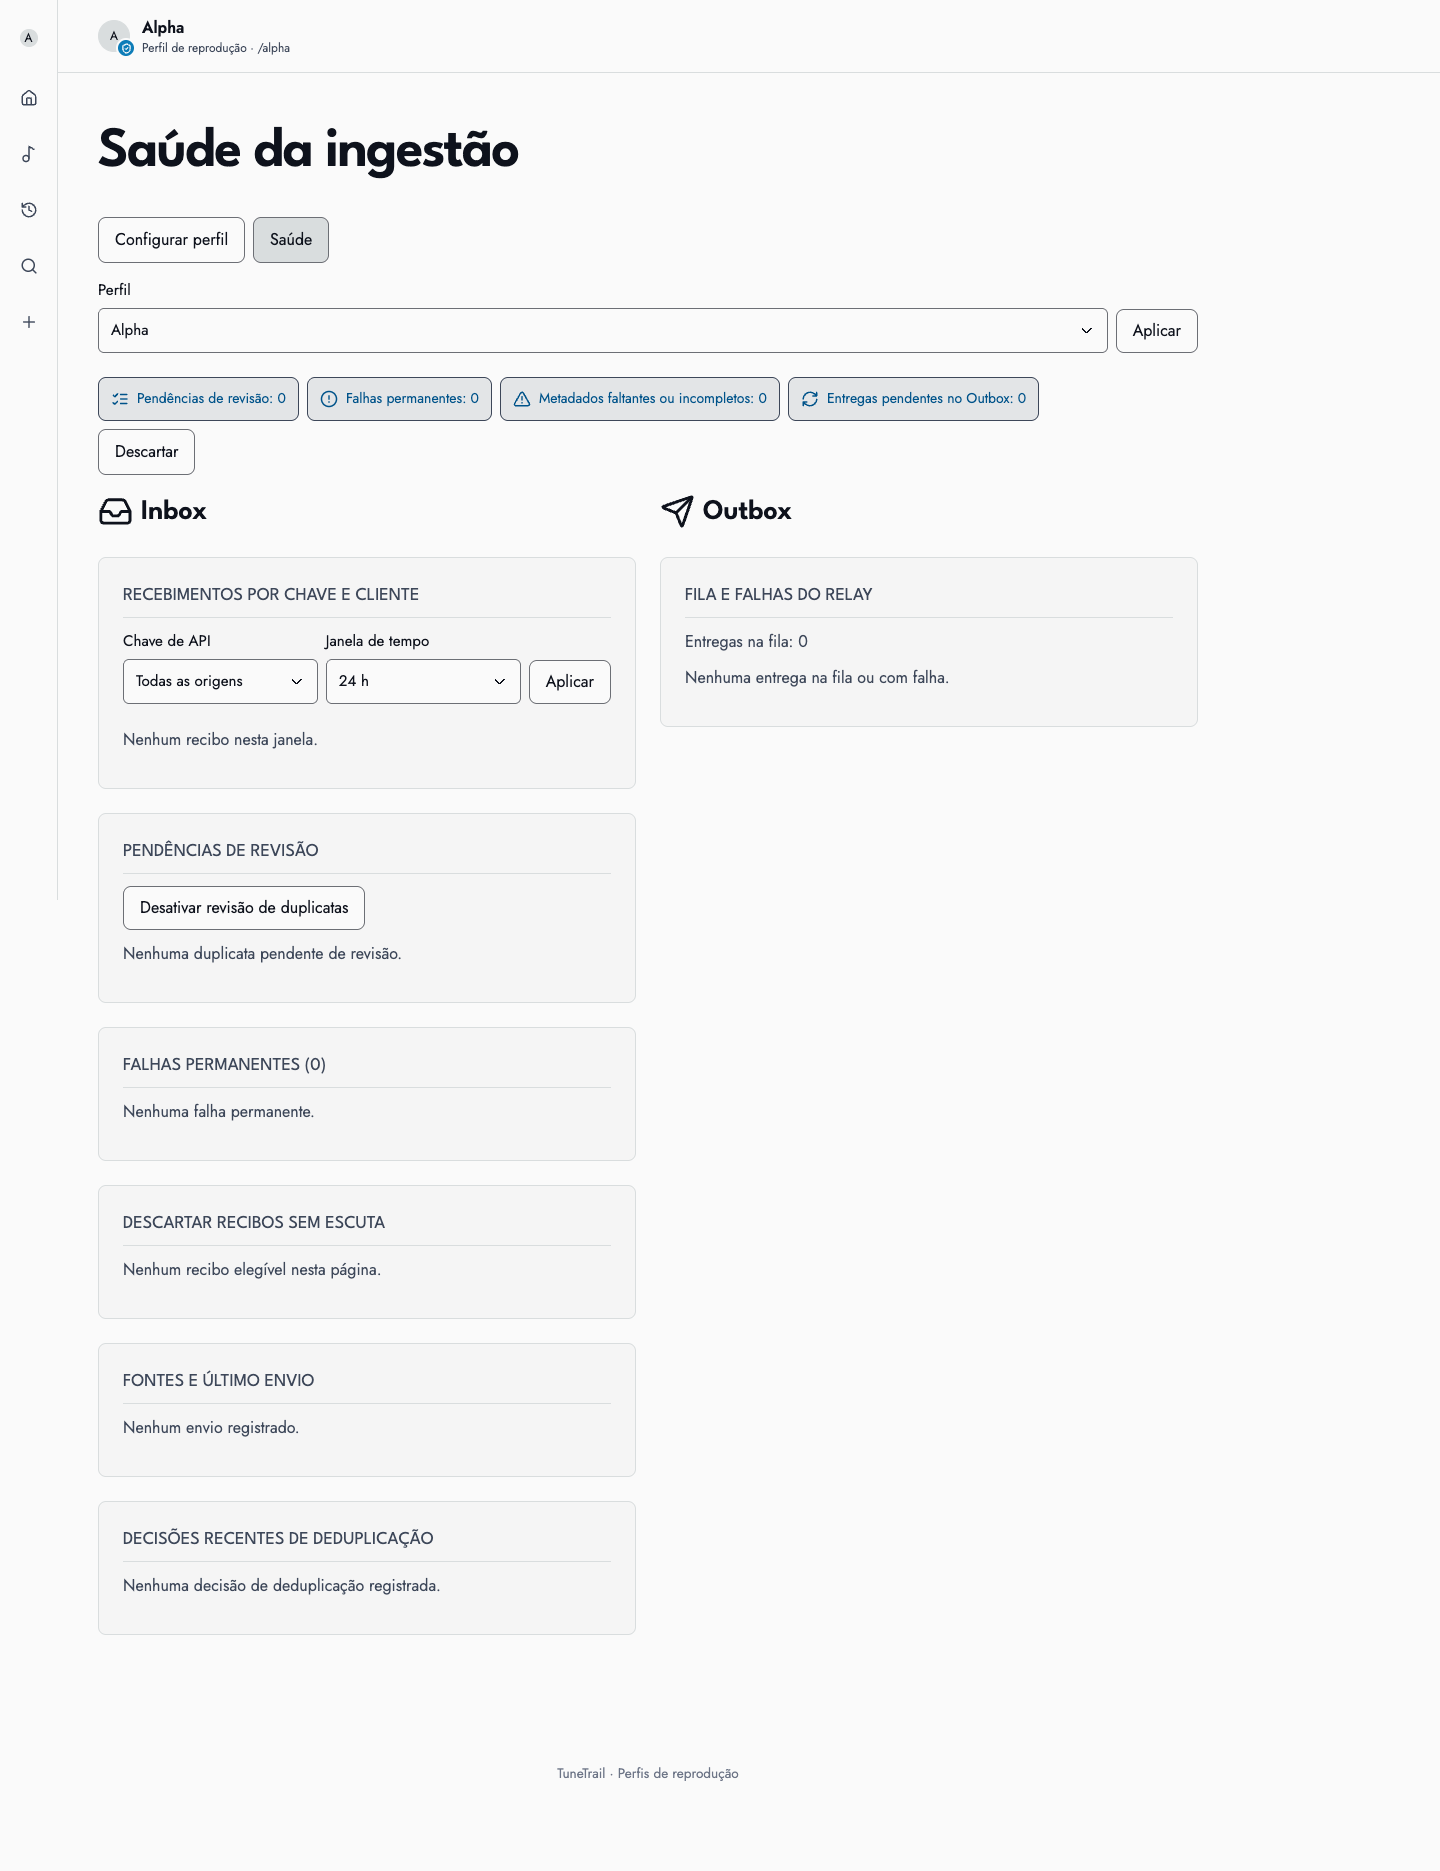 A
A
Alpha
Perfil de reprodução · /alpha
Saúde da ingestão
Configurar perfil
Saúde
Perfil
Alpha
Aplicar
Pendências de revisão: 0
Falhas permanentes: 0
Metadados faltantes ou incompletos: 0
Entregas pendentes no Outbox: 0
Descartar
Inbox
RECEBIMENTOS POR CHAVE E CLIENTE
Chave de API
Janela de tempo
Todas as origens
24 h
Aplicar
Nenhum recibo nesta janela.
PENDÊNCIAS DE REVISÃO
Desativar revisão de duplicatas
Nenhuma duplicata pendente de revisão.
FALHAS PERMANENTES (0)
Nenhuma falha permanente.
DESCARTAR RECIBOS SEM ESCUTA
Nenhum recibo elegível nesta página.
FONTES E ÚLTIMO ENVIO
Nenhum envio registrado.
DECISÕES RECENTES DE DEDUPLICAÇÃO
Nenhuma decisão de deduplicação registrada.
Outbox
FILA E FALHAS DO RELAY
Entregas na fila: 0
Nenhuma entrega na fila ou com falha.
TuneTrail · Perfis de reprodução